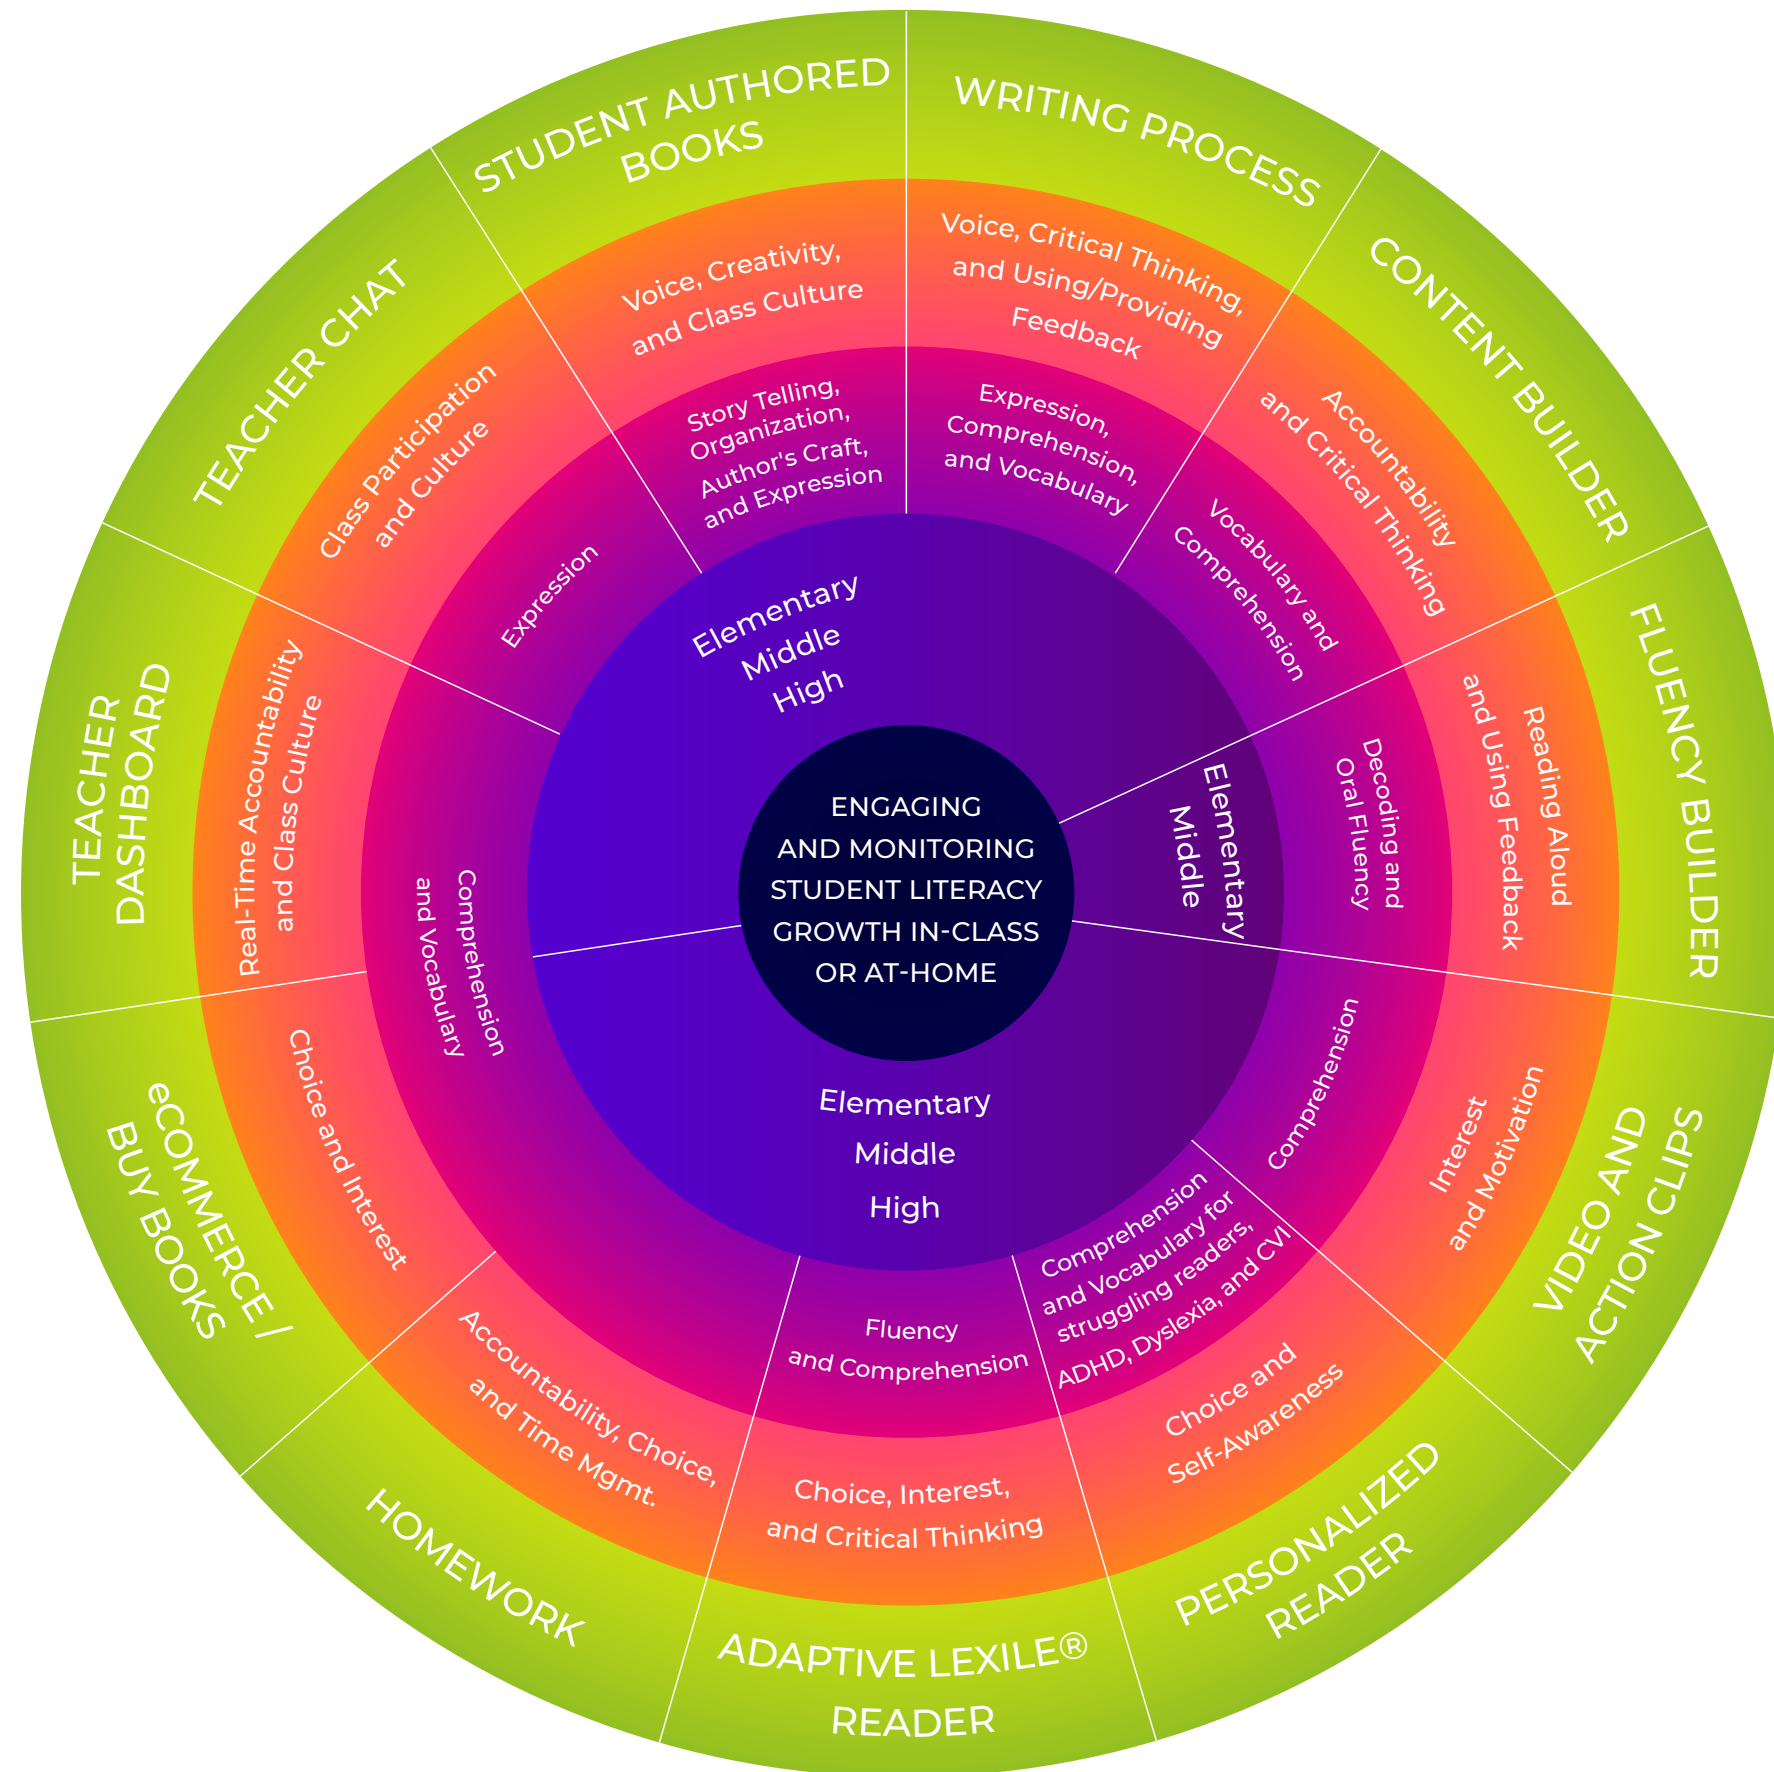 STUDENT AUTHORED
BOOKS
Voice, Creativity,
and Class Culture
Story Telling,
Organization,
Author's Craft,
and Expression
WRITING PROCESS
Voice, Critical Thinking,
and Using/Providing
Feedback
Expression,
Comprehension,
and Vocabulary
CONTENT BUILDER
Accountability
and Critical Thinking
Vocabulary and
Comprehension
FLUENCY BUILDER
Reading Aloud
and Using Feedback
Decoding and
Oral Fluency
Elementary
Middle
VIDEO AND
ACTION CLIPS
Interest
and Motivation
Comprehension
PERSONALIZED
READER
Choice and
Self-Awareness
Comprehension
and Vocabulary for
struggling readers,
ADHD, Dyslexia, and CVI
ADAPTIVE LEXILE®
READER
Choice, Interest,
and Critical Thinking
Fluency
and Comprehension
HOMEWORK
Accountability, Choice,
and Time Mgmt.
eCOMMERCE /
BUY BOOKS
Choice and Interest
TEACHER
DASHBOARD
Real-Time Accountability
and Class Culture
Comprehension
and Vocabulary
TEACHER CHAT
Class Participation
and Culture
Expression
Elementary
Middle
High
ENGAGING
AND MONITORING
STUDENT LITERACY
GROWTH IN-CLASS
OR AT-HOME
Elementary
Middle
High